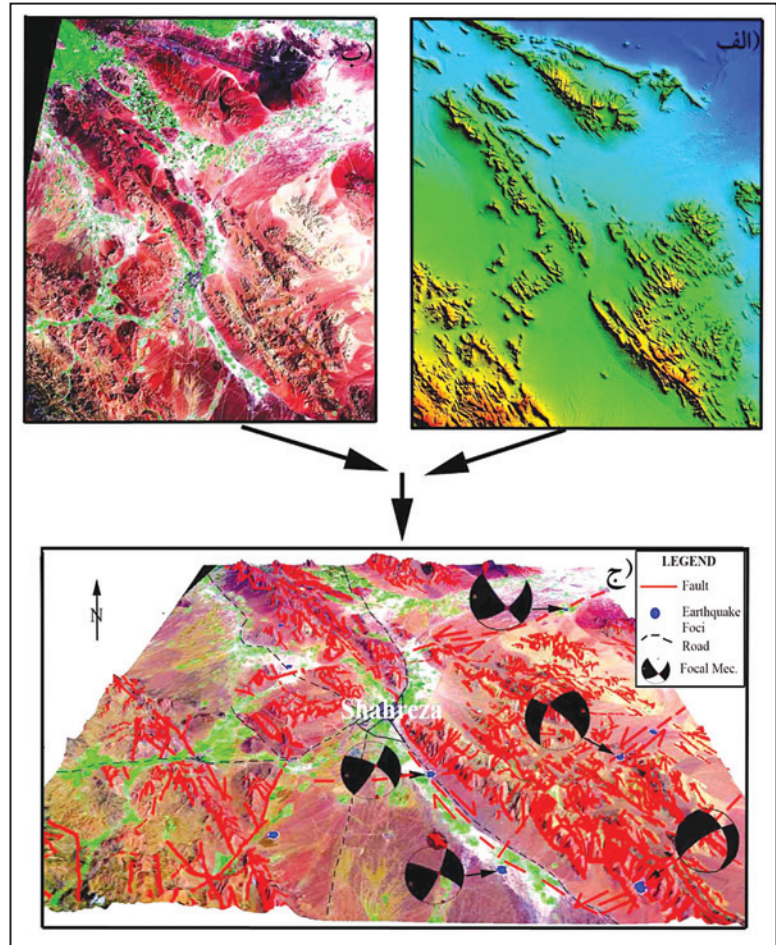 الف)
ب)
ج)
LEGEND
Fault
Earthquake
Foci
Road
Focal Mec.
N
Shahreza